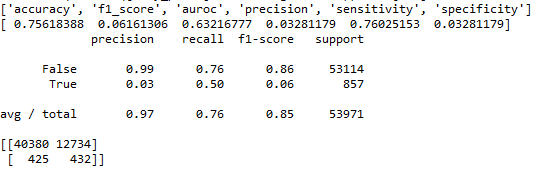 ['accuracy', 'f1_score', 'auroc', 'precision', 'sensitivity', 'specificity']
[ 0.75618388 0.06161306 0.63216777 0.03281179 0.76025153 0.03281179]
precision recall f1-score support
False 0.99 0.76 0.86 53114
True 0.03 0.50 0.06 857
avg / total 0.97 0.76 0.85 53971
[[40380 12734]
[ 425 432]]